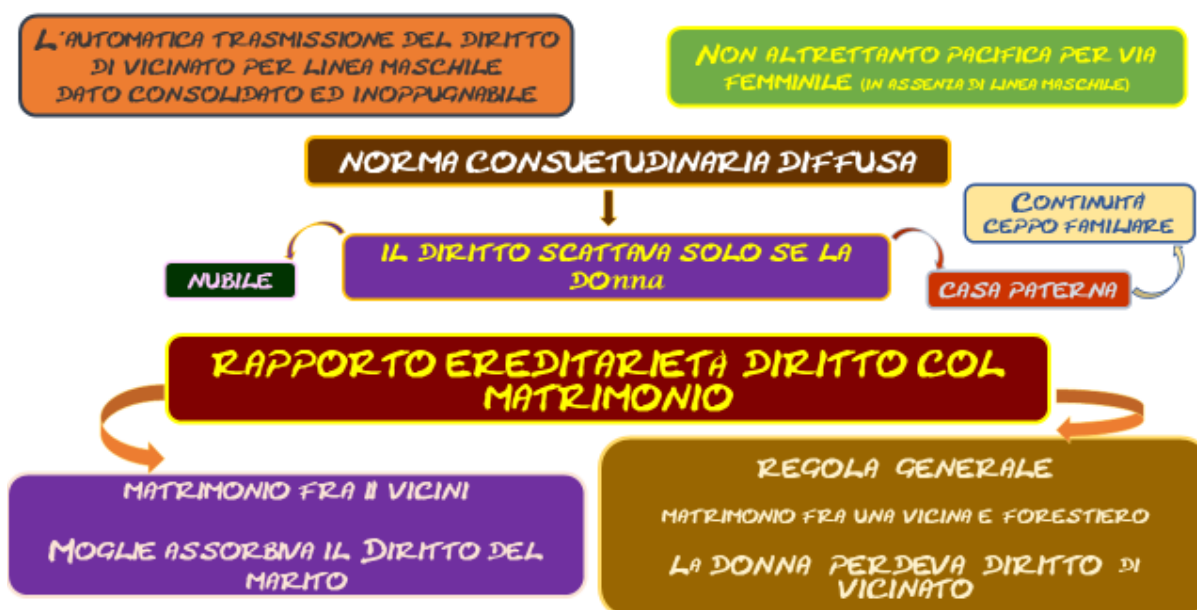 L'AUTOMATICA TRASMISSIONE DEL DIRITTO
DI VICINATO PER LINEA MASCHILE
DATO CONSOLIDATO ED INOPPUGNABILE
NON ALTRETTANTO PACIFICA PER VIA
FEMMINILE (IN ASSENZA DI LINEA MASCHILE)
NORMA CONSUETUDINARIA DIFFUSA
CONTINUITÀ
CEPPO FAMILIARE
IL DIRITTO SCATTAVA SOLO SE LA
DOnna
NUBILE
CASA PATERNA
RAPPORTO EREDITARIETÀ DIRITTO COL
MATRIMONIO
MATRIMONIO FRA II VICINI
MOGLIE ASSORBIVA IL DIRITTO DEL
MARITO
REGOLA GENERALE
MATRIMONIO FRA UNA VICINA E FORESTIERO
LA DONNA PERDEVA DIRITTO DI
VICINATO